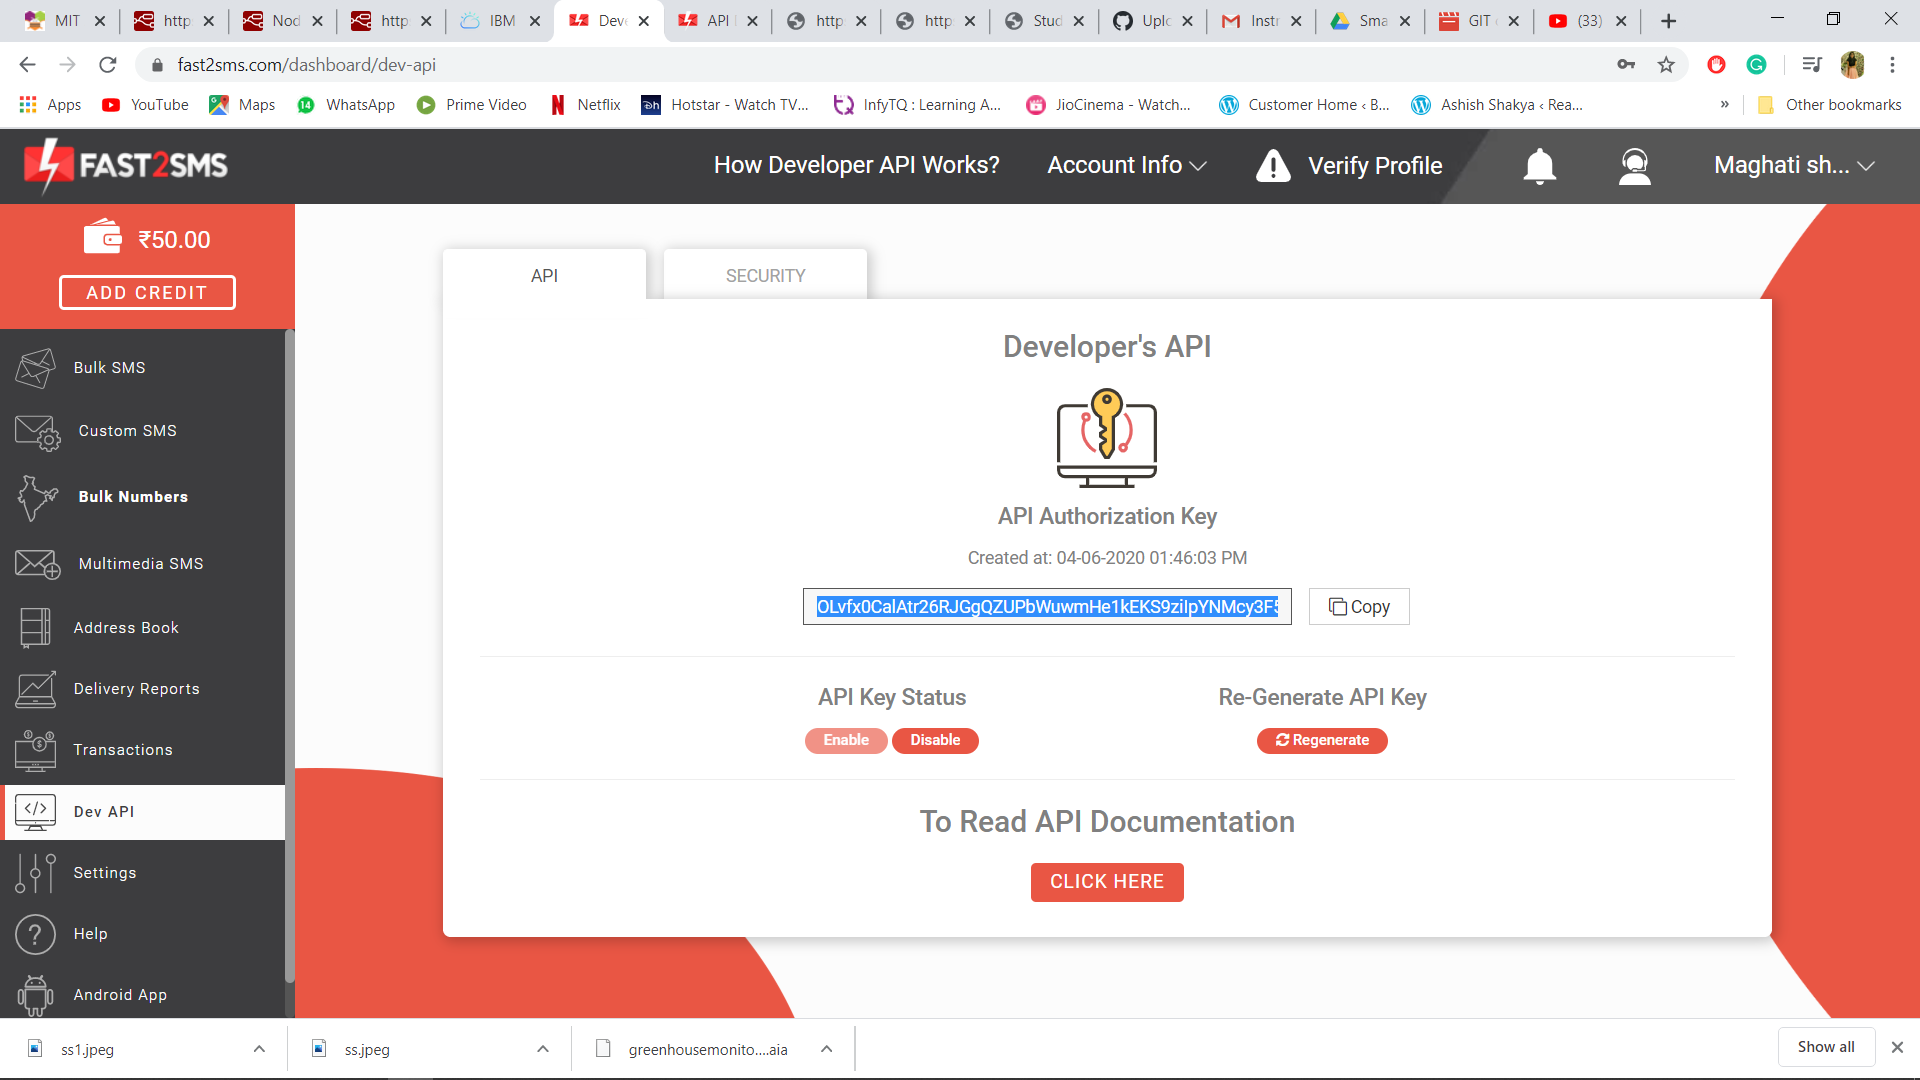 MIT
http
Nod
http
IBM
Dev
API
http
http
Stud
Uplo
Instr
Sma
GIT
(33)
fast2sms.com/dashboard/dev-api
Apps
YouTube
Maps
14
WhatsApp
Prime Video
Netflix
Hotstar - Watch TV...
InfyTQ : Learning A...
JioCinema - Watch...
Customer Home ‹ B...
Ashish Shakya ‹ Rea...
»
Other bookmarks
FAST2SMS
How Developer API Works?
Account Info
Verify Profile
Maghati sh...
₹50.00
ADD CREDIT
Bulk SMS
Custom SMS
Bulk Numbers
Multimedia SMS
Address Book
Delivery Reports
Transactions
Dev API
Settings
Help
Android App
API
SECURITY
Developer's API
API Authorization Key
Created at: 04-06-2020 01:46:03 PM
Copy
API Key Status
Re-Generate API Key
Enable
Disable
Regenerate
To Read API Documentation
CLICK HERE
ss1.jpeg
ss.jpeg
greenhousemonito....aia
Show all